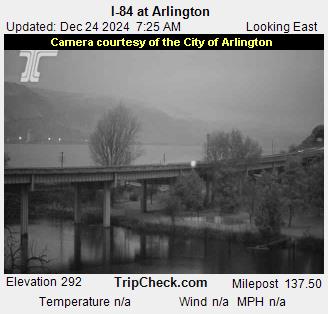 I-84 at Arlington
Updated: Dec 24 2024 7:25 AM Looking East
Camera courtesy of the City of Arlington
Elevation 292 TripCheck.com Milepost 137.50
Temperature n/a Wind n/a MPH n/a